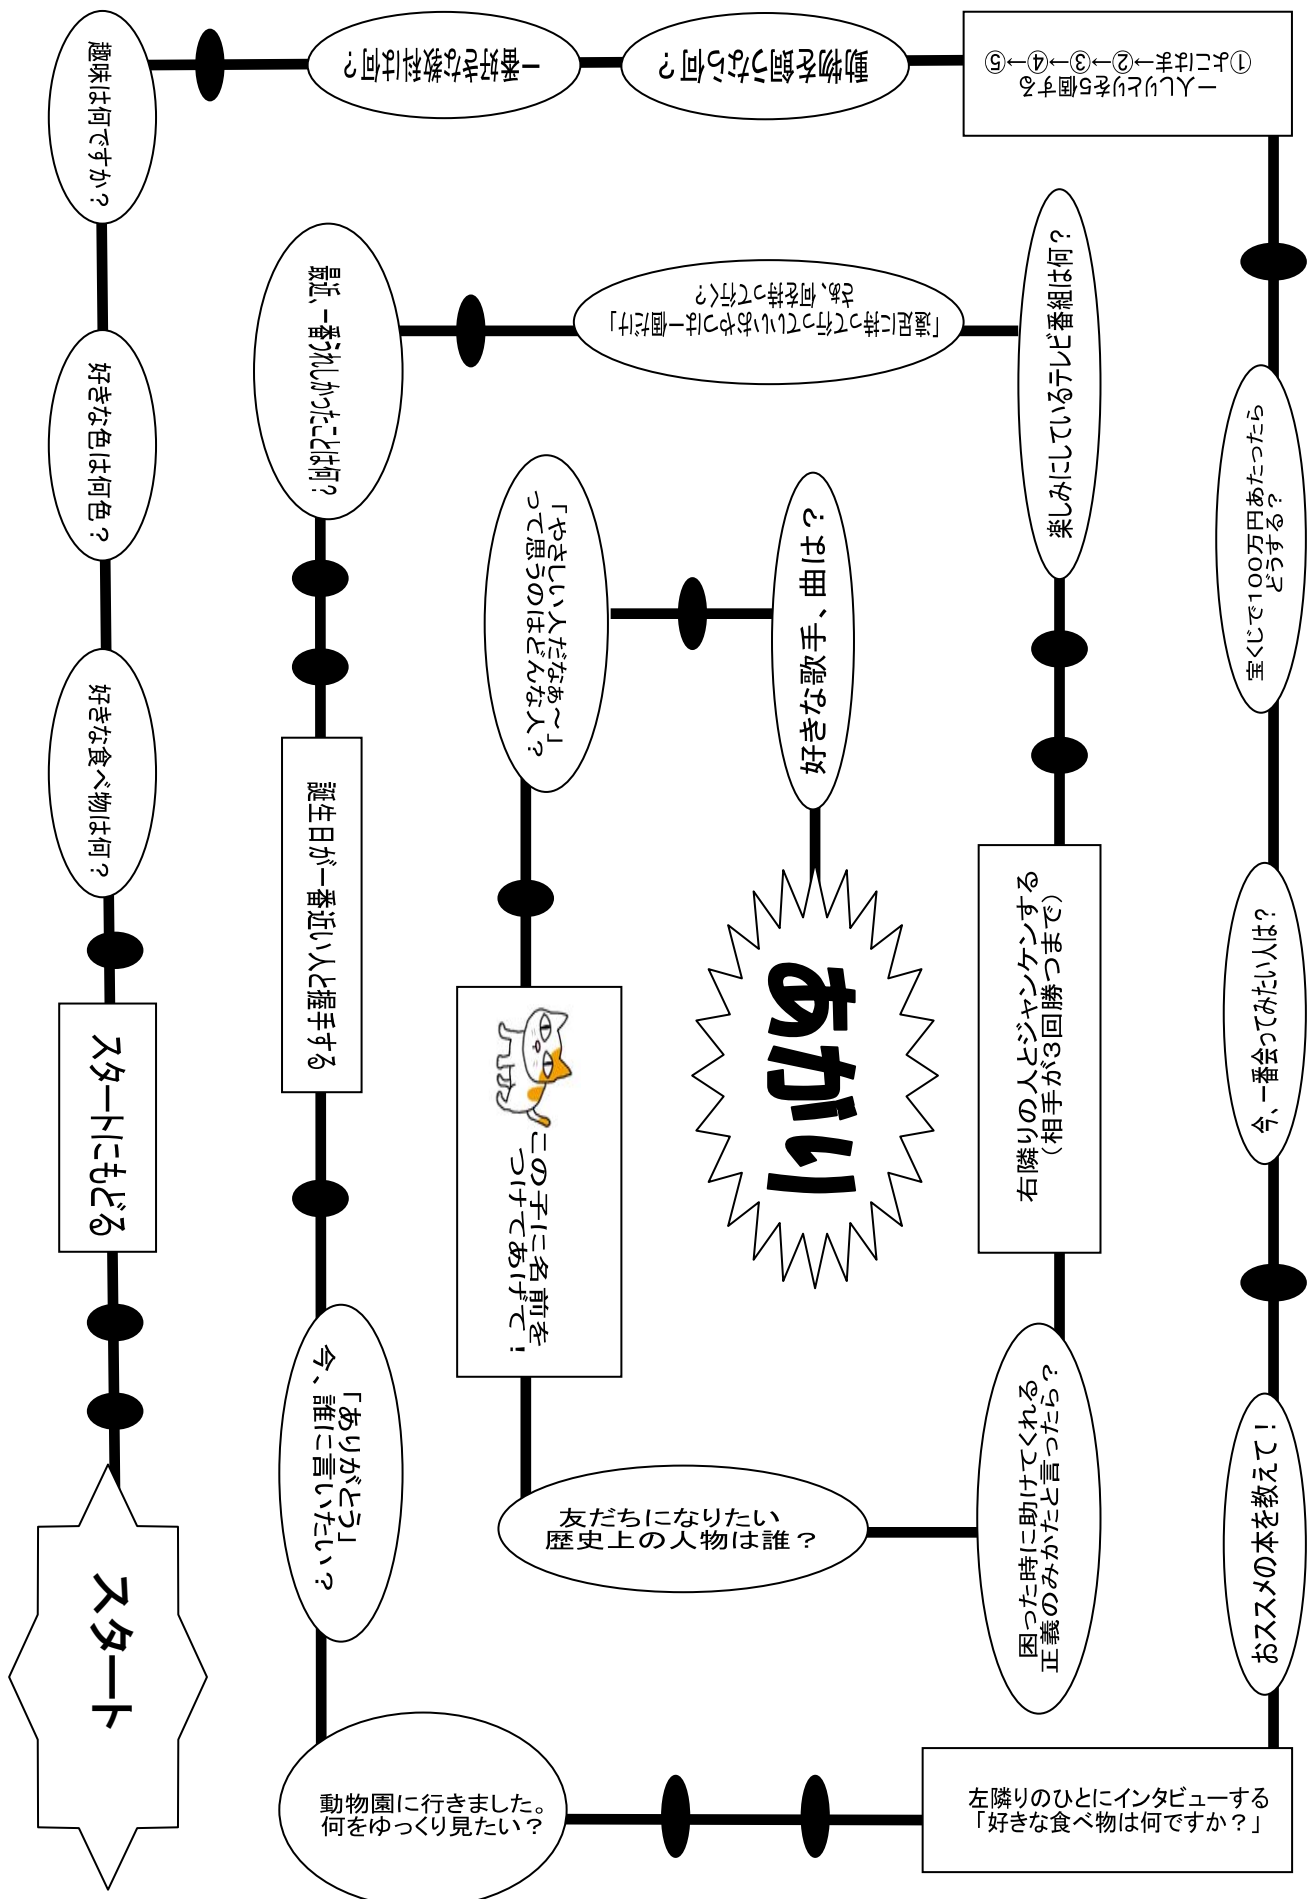 スタート
スタートにもどる
好きな食べ物は何？
好きな色は何色？
趣味は何ですか？
一番好きな教科は何？
動物を飼うなら何？
一人しりとりを5個する
①よこはま→②→③→④→⑤
宝くじで100万円あたったら
どうする？
今、一番会ってみたい人は？
おススメの本を教えて！
左隣りのひとにインタビューする
「好きな食べ物は何ですか？」
動物園に行きました。
何をゆっくり見たい？
「ありがとう」
今、誰に言いたい？
誕生日が一番近い人と握手する
最近、一番うれしかったことは何？
「遠足に持って行っていいおやつは一個だけ」
さあ、何を持って行く？
楽しみにしているテレビ番組は何？
右隣りの人とジャンケンする
（相手が３回勝つまで）
困った時に助けてくれる
正義のみかたと言ったら？
友だちになりたい
歴史上の人物は誰？
この子に名前を
つけてあげて！
「やさしい人だなぁ～」
って思うのはどんな人？
好きな歌手、曲は？
あがり